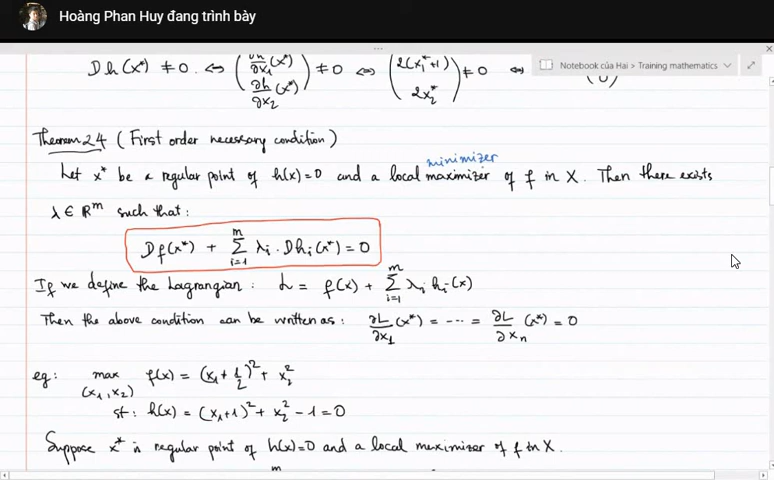 Hoàng Phan Huy đang trình bày
Notebook của Hai > Training mathematics
Dh(x*) ≠ 0 ⇔ (∂h/∂x₁(x*) ∂h/∂x₂(x*)) ≠ 0 ⇔ (2(x₁*+1) 2x₂*) ≠ 0 ⇔ (0)
Theorem 24 (First order necessary condition)
minimizer
Let x* be a regular point of h(x)=0 and a local maximizer of f in X. Then there exists
λ ∈ Rᵐ such that:
Df(x*) + Σᵢ₌₁ᵐ λᵢ . Dhᵢ(x*) = 0
If we define the Lagrangian: L = f(x) + Σᵢ₌₁ᵐ λᵢ hᵢ(x)
Then the above condition can be written as: ∂L/∂x₁ (x*) = ... = ∂L/∂xₙ (x*) = 0
eg: max (x₁,x₂) f(x) = (x₁ + 1/2)² + x₂²
st: h(x) = (x₁+1)² + x₂² − 1 = 0
Suppose x* is regular point of h(x)=0 and a local maximizer of f in X.
m